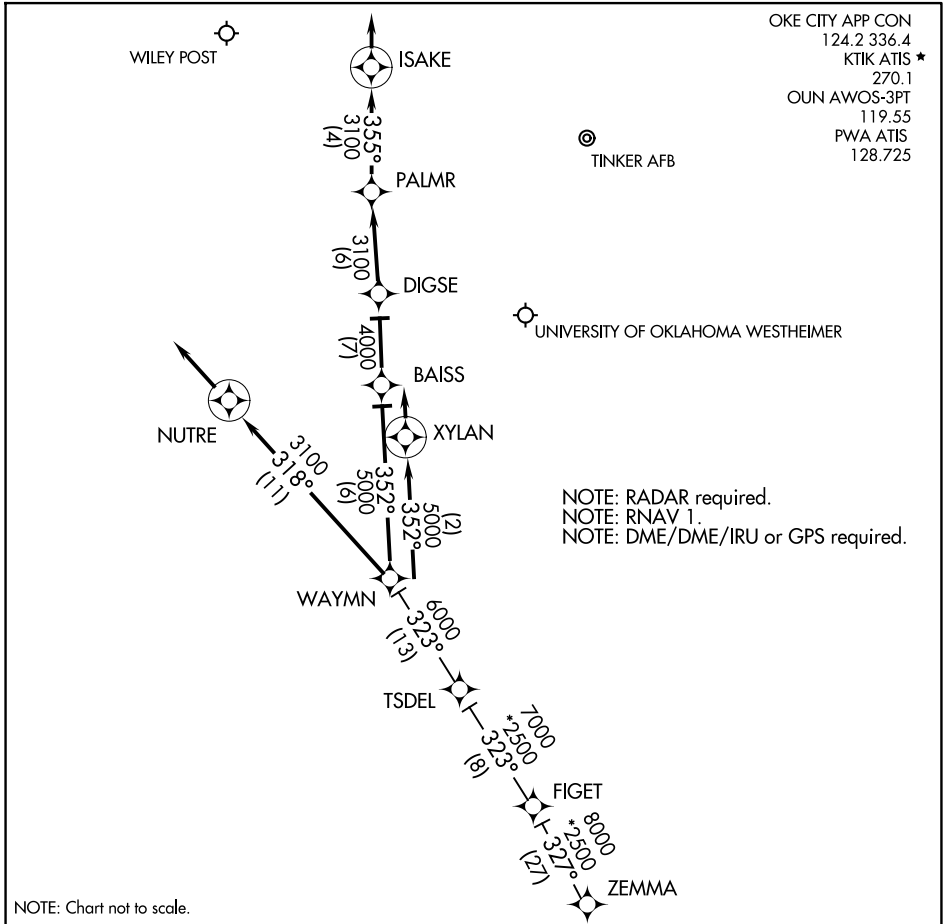 OKE CITY APP CON
124.2 336.4
KTIK ATIS ★
270.1
OUN AWOS-3PT
119.55
PWA ATIS
128.725
WILEY POST
ISAKE
355°
3100
(4)
TINKER AFB
PALMR
3100
(6)
DIGSE
UNIVERSITY OF OKLAHOMA WESTHEIMER
4000
(7)
BAISS
NUTRE
XYLAN
3100
318°
(11)
352°
5000
(6)
(2)
5000
352°
NOTE: RADAR required.
NOTE: RNAV 1.
NOTE: DME/DME/IRU or GPS required.
WAYMN
6000
323°
(13)
TSDEL
7000
*2500
323°
(8)
FIGET
8000
*2500
327°
(27)
ZEMMA
NOTE: Chart not to scale.